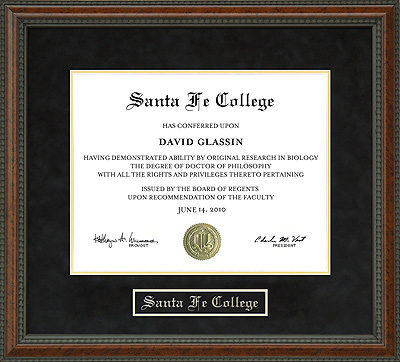 Santa Fe College
HAS CONFERRED UPON
DAVID GLASSIN
HAVING DEMONSTRATED ABILITY BY ORIGINAL RESEARCH IN BIOLOGY
THE DEGREE OF DOCTOR OF PHILOSOPHY
WITH ALL THE RIGHTS AND PRIVILEGES THERETO PERTAINING
ISSUED BY THE BOARD OF REGENTS
UPON RECOMMENDATION OF THE FACULTY
JUNE 14, 2010
PROVOST
PRESIDENT
Santa Fe College